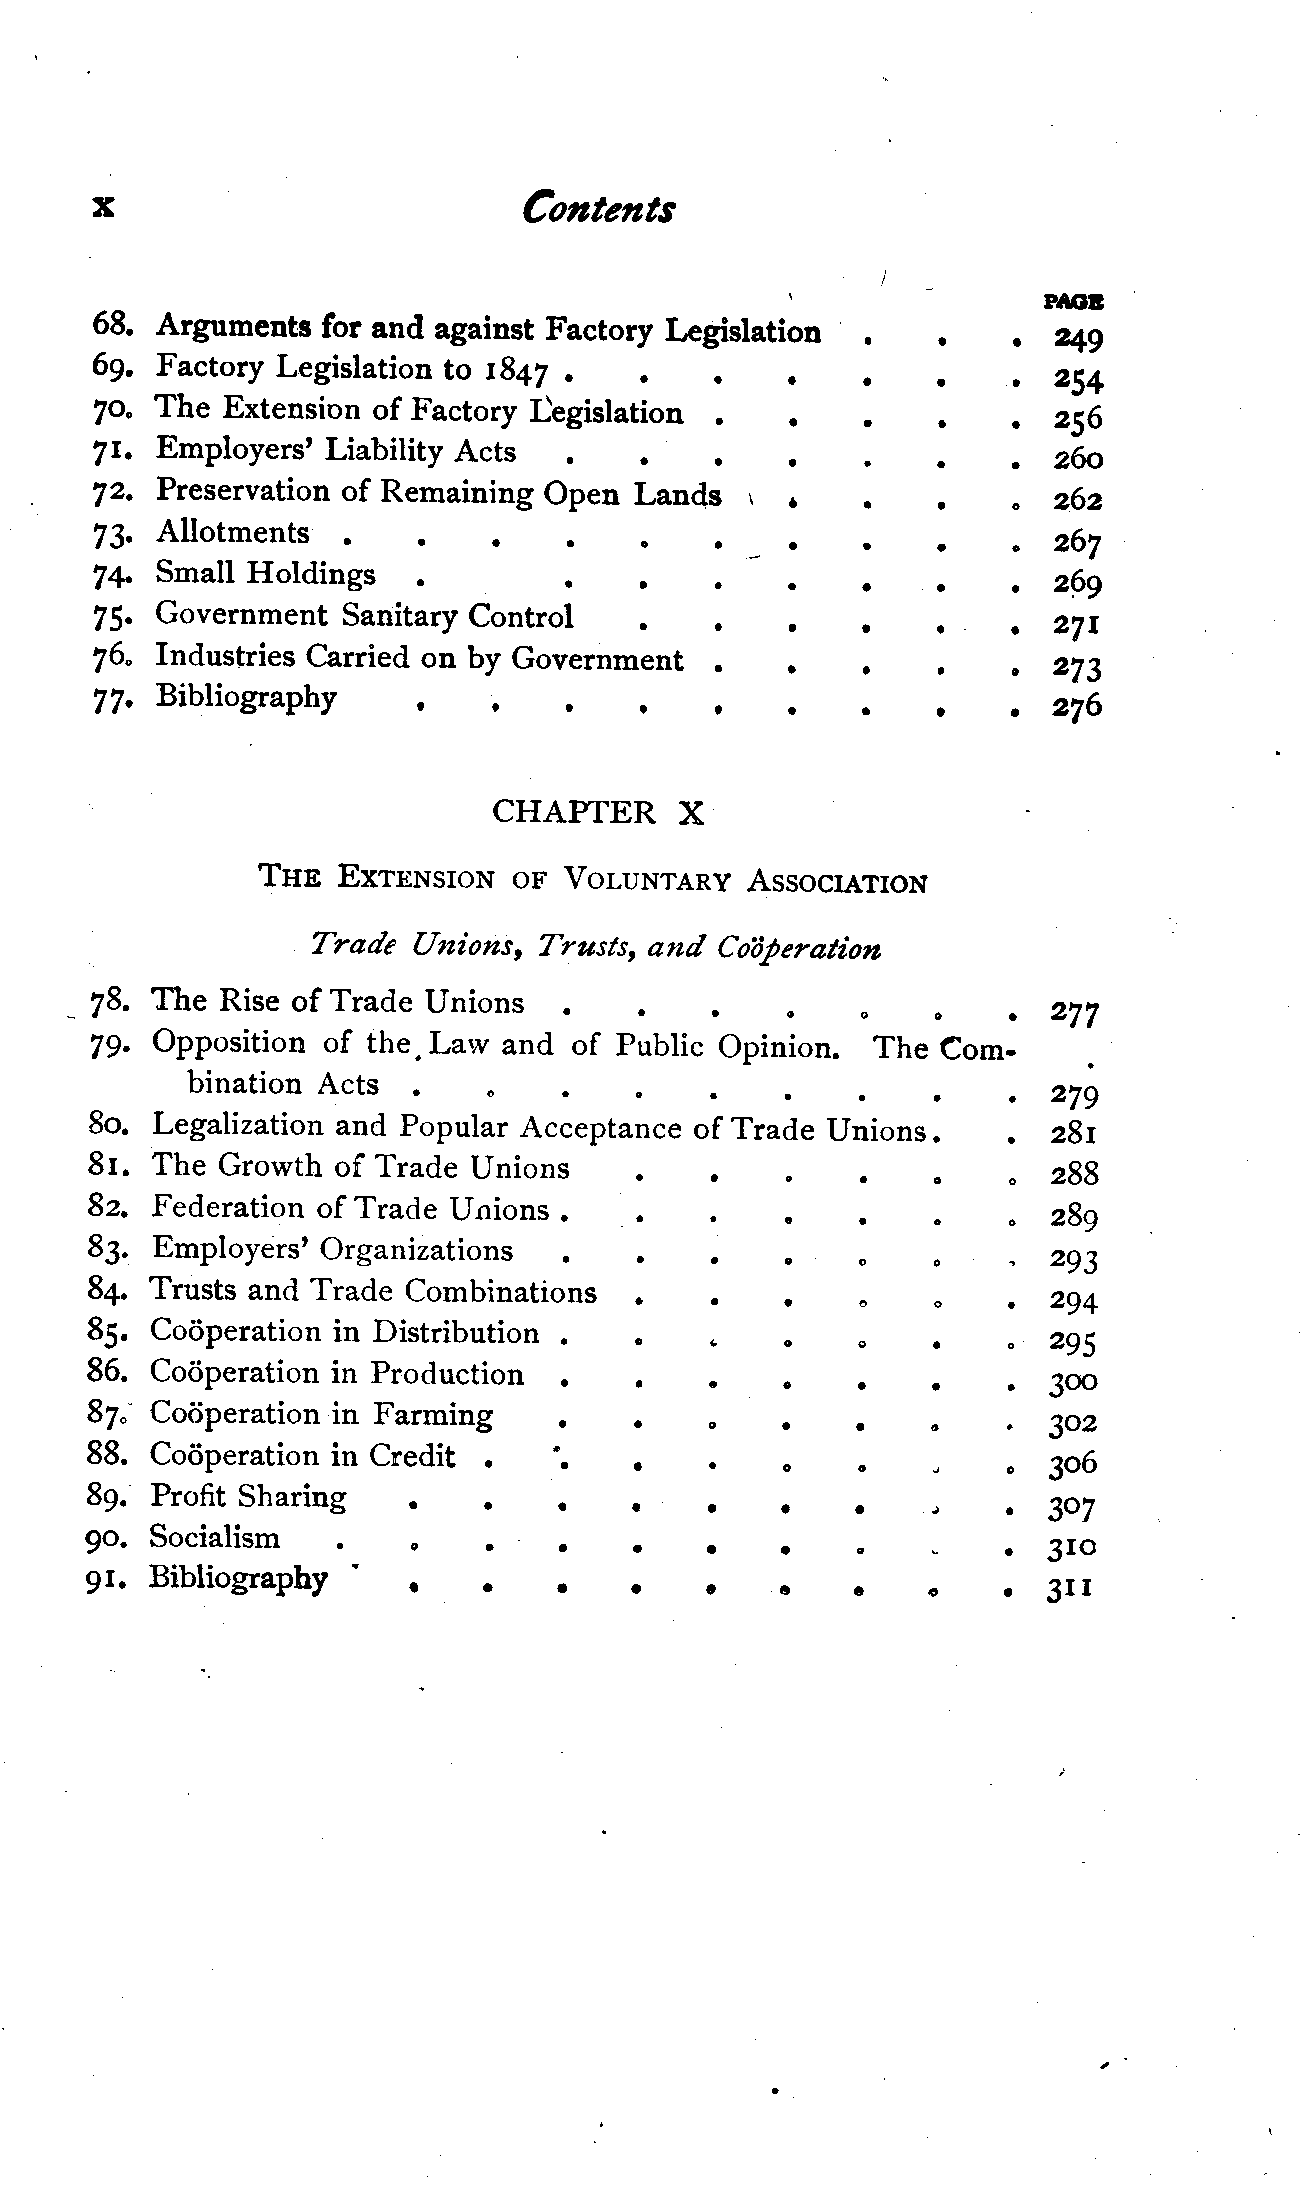 x Contents
PAGE
68. Arguments for and against Factory Legislation . . . 249
69. Factory Legislation to 1847 . . . . . . . 254
70. The Extension of Factory Legislation . . . . . 256
71. Employers' Liability Acts . . . . . . . 260
72. Preservation of Remaining Open Lands . . . . 262
73. Allotments . . . . . . . . . . 267
74. Small Holdings . . . . . . . . 269
75. Government Sanitary Control . . . . . . 271
76. Industries Carried on by Government . . . . . 273
77. Bibliography . . . . . . . . . 276
CHAPTER X
THE EXTENSION OF VOLUNTARY ASSOCIATION
Trade Unions, Trusts, and Coöperation
78. The Rise of Trade Unions . . . . . . . 277
79. Opposition of the Law and of Public Opinion. The Com-
bination Acts . . . . . . . . . 279
80. Legalization and Popular Acceptance of Trade Unions . . 281
81. The Growth of Trade Unions . . . . . . 288
82. Federation of Trade Unions . . . . . . . 289
83. Employers' Organizations . . . . . . . 293
84. Trusts and Trade Combinations . . . . . . 294
85. Coöperation in Distribution . . . . . . . 295
86. Coöperation in Production . . . . . . . 300
87. Coöperation in Farming . . . . . . . 302
88. Coöperation in Credit . . . . . . . . 306
89. Profit Sharing . . . . . . . . . 307
90. Socialism . . . . . . . . . . 310
91. Bibliography . . . . . . . . . 311